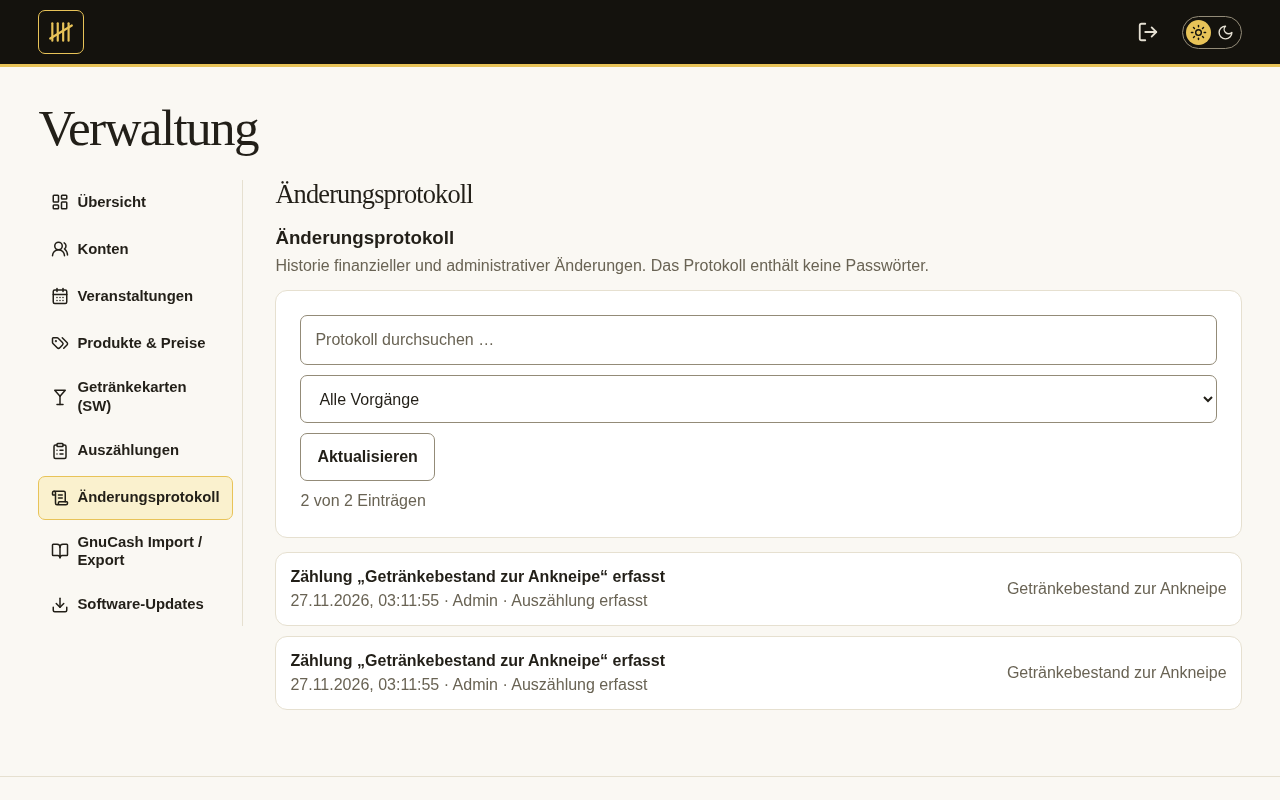 Verwaltung
Übersicht
Konten
Veranstaltungen
Produkte & Preise
Getränkekarten
(SW)
Auszählungen
Änderungsprotokoll
GnuCash Import /
Export
Software-Updates
Änderungsprotokoll
Änderungsprotokoll
Historie finanzieller und administrativer Änderungen. Das Protokoll enthält keine Passwörter.
Protokoll durchsuchen …
Alle Vorgänge
Aktualisieren
2 von 2 Einträgen
Zählung „Getränkebestand zur Ankneipe“ erfasst
27.11.2026, 03:11:55 · Admin · Auszählung erfasst
Getränkebestand zur Ankneipe
Zählung „Getränkebestand zur Ankneipe“ erfasst
27.11.2026, 03:11:55 · Admin · Auszählung erfasst
Getränkebestand zur Ankneipe